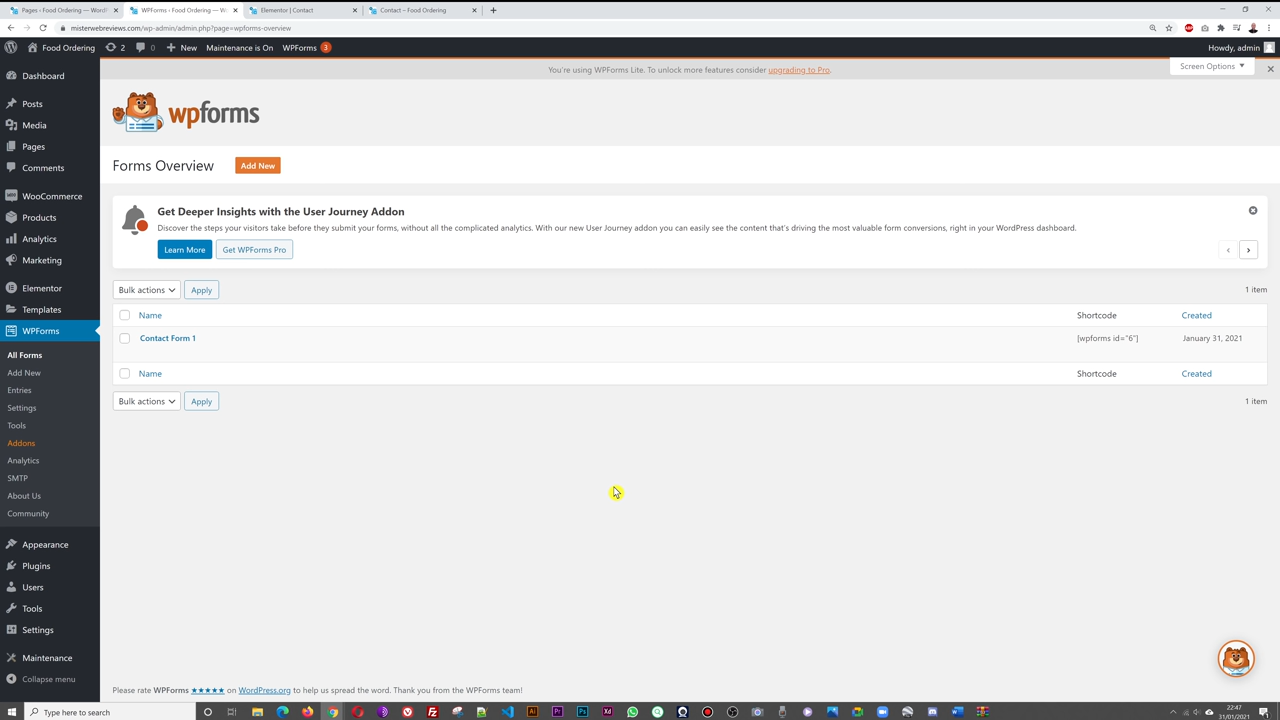 Pages ‹ Food Ordering — Word
WPForms ‹ Food Ordering — W
Elementor | Contact
Contact – Food Ordering
misterwebreviews.com/wp-admin/admin.php?page=wpforms-overview
Food Ordering
2
0
New
Maintenance is On
WPForms 3
Howdy, admin
You're using WPForms Lite. To unlock more features consider upgrading to Pro.
Screen Options
Dashboard
Posts
Media
Pages
Comments
WooCommerce
Products
Analytics
Marketing
Elementor
Templates
WPForms
All Forms
Add New
Entries
Settings
Tools
Addons
Analytics
SMTP
About Us
Community
Appearance
Plugins
Users
Tools
Settings
Maintenance
Collapse menu
wpforms
Forms Overview
Add New
Get Deeper Insights with the User Journey Addon
Discover the steps your visitors take before they submit your forms, without all the complicated analytics. With our new User Journey addon you can easily see the content that's driving the most valuable form conversions, right in your WordPress dashboard.
Learn More
Get WPForms Pro
Bulk actions
Apply
1 item
Name
Shortcode
Created
Contact Form 1
[wpforms id="6"]
January 31, 2021
Name
Shortcode
Created
Bulk actions
Apply
1 item
Please rate WPForms ★★★★★ on WordPress.org to help us spread the word. Thank you from the WPForms team!
Type here to search
22:47
31/01/2021